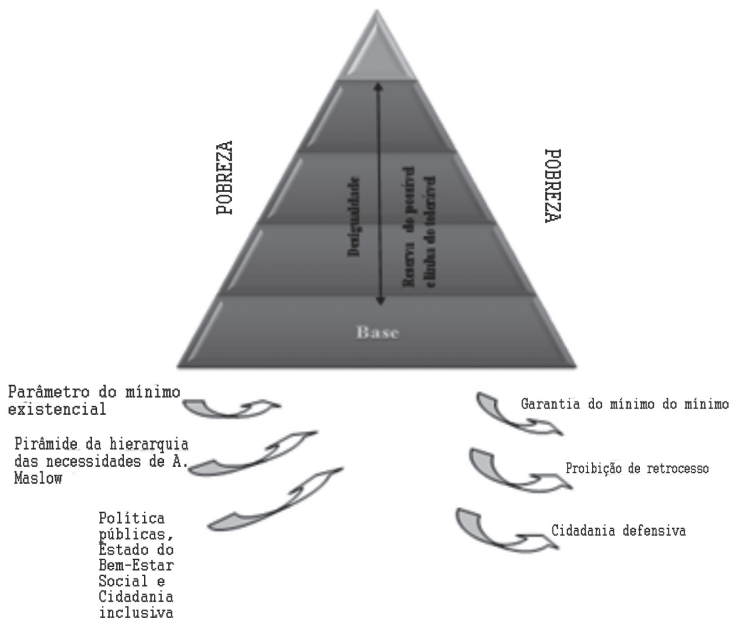 POBREZA
POBREZA
Desigualdade
Reserva do possível
e linha do tolerável
Base
Parâmetro do mínimo
existencial
Pirâmide da hierarquia
das necessidades de A.
Maslow
Política
públicas,
Estado do
Bem-Estar
Social e
Cidadania
inclusiva
Garantia do mínimo do mínimo
Proibição de retrocesso
Cidadania defensiva